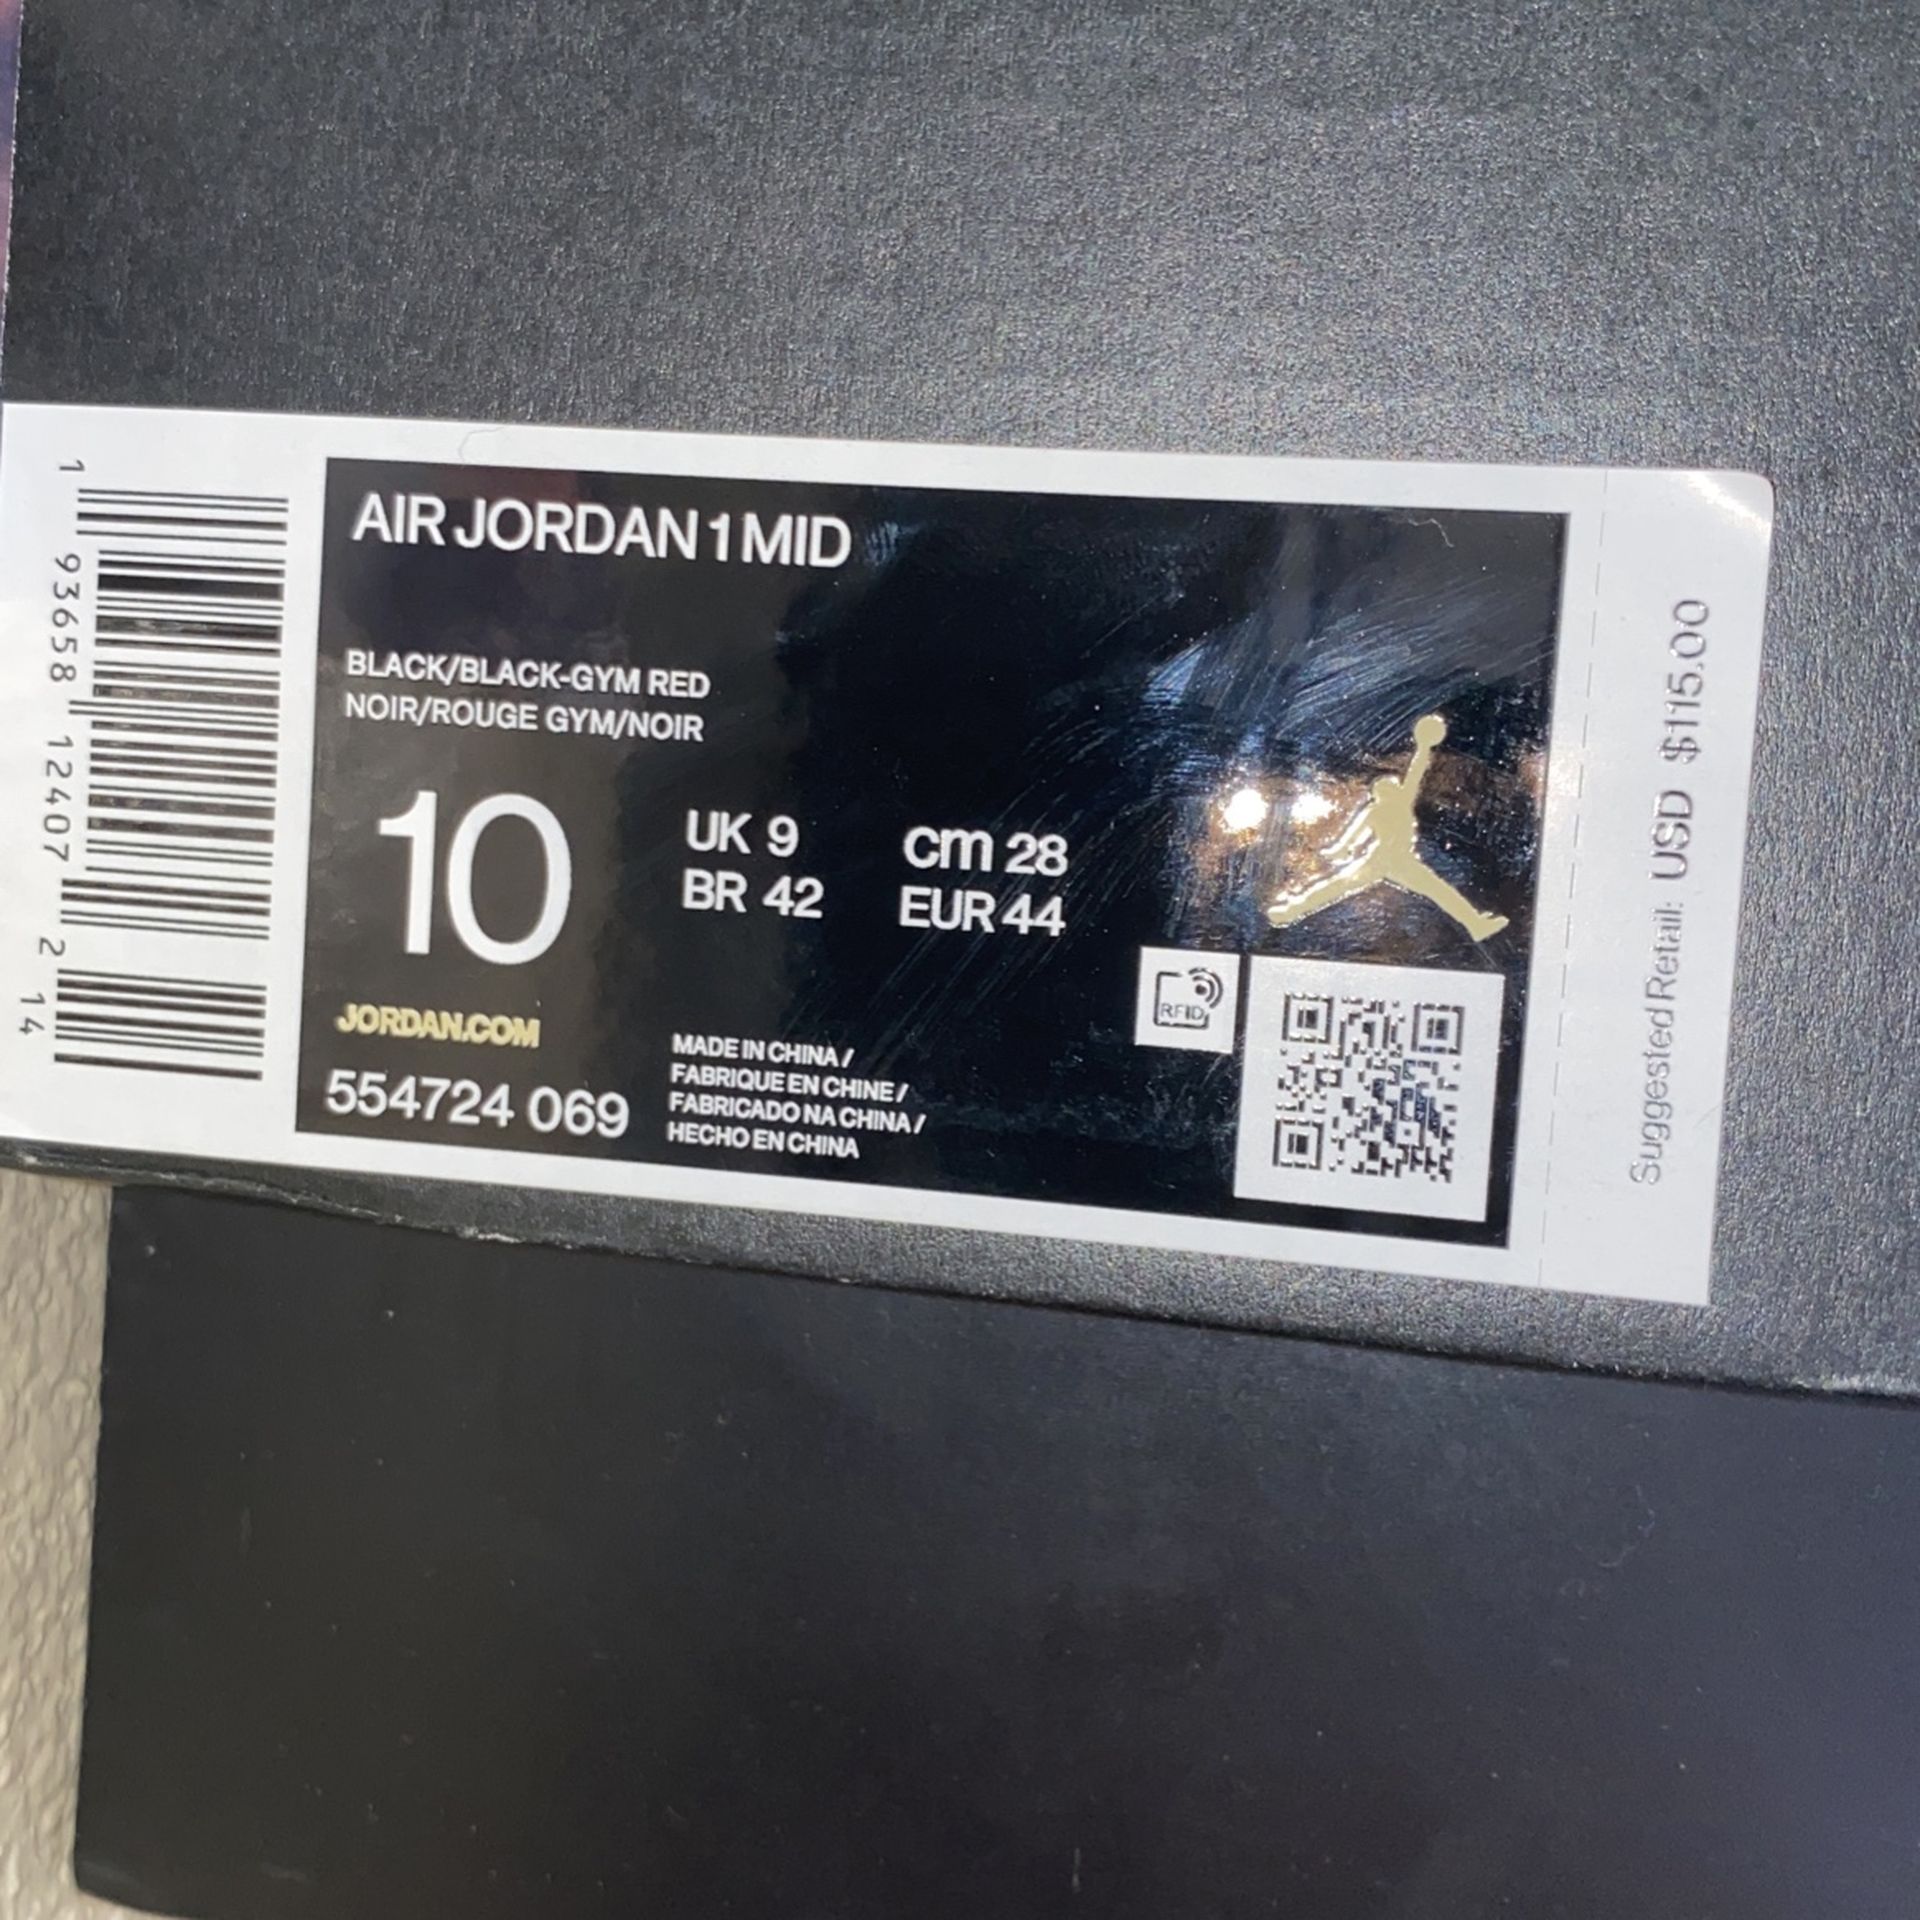 AIR JORDAN 1 MID
BLACK/BLACK-GYM RED
NOIR/ROUGE GYM/NOIR
10
UK 9
BR 42
cm 28
EUR 44
JORDAN.COM
554724 069
MADE IN CHINA /
FABRIQUE EN CHINE /
FABRICADO NA CHINA /
HECHO EN CHINA
RFID
Suggested Retail: USD $115.00
1 93658 12407 2 14